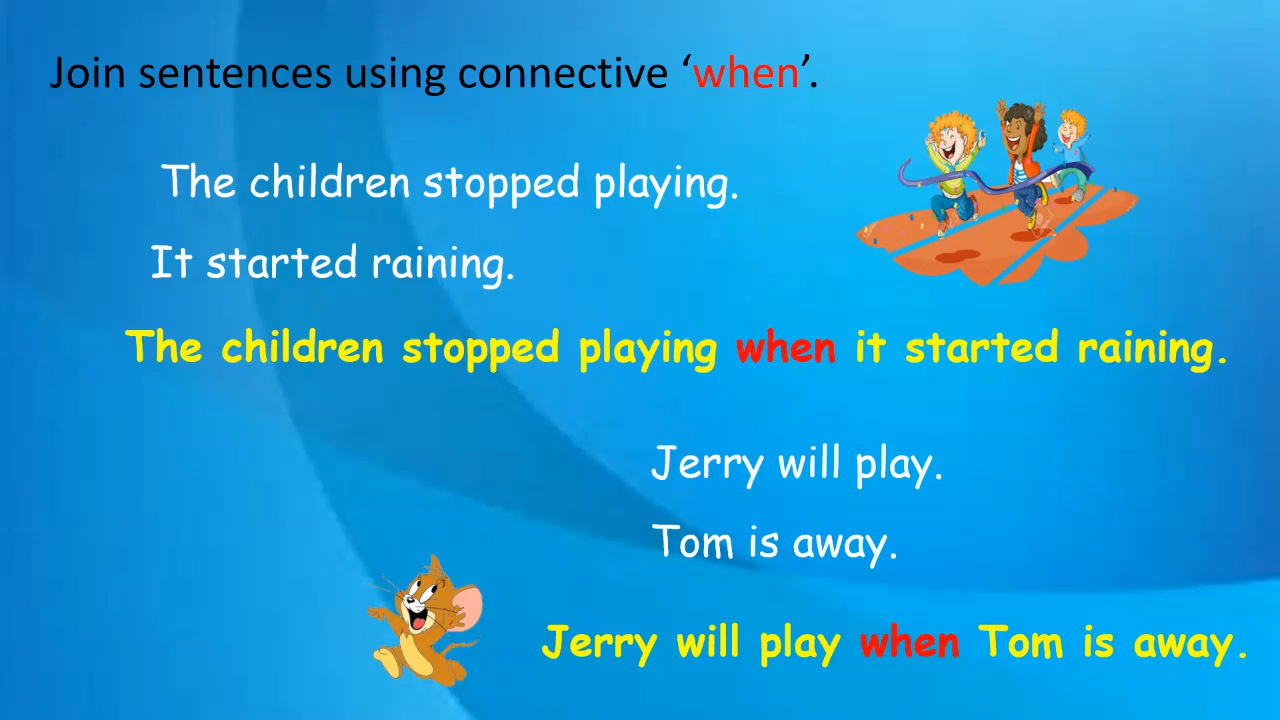 Join sentences using connective ‘when’.
The children stopped playing.
It started raining.
The children stopped playing when it started raining.
Jerry will play.
Tom is away.
Jerry will play when Tom is away.